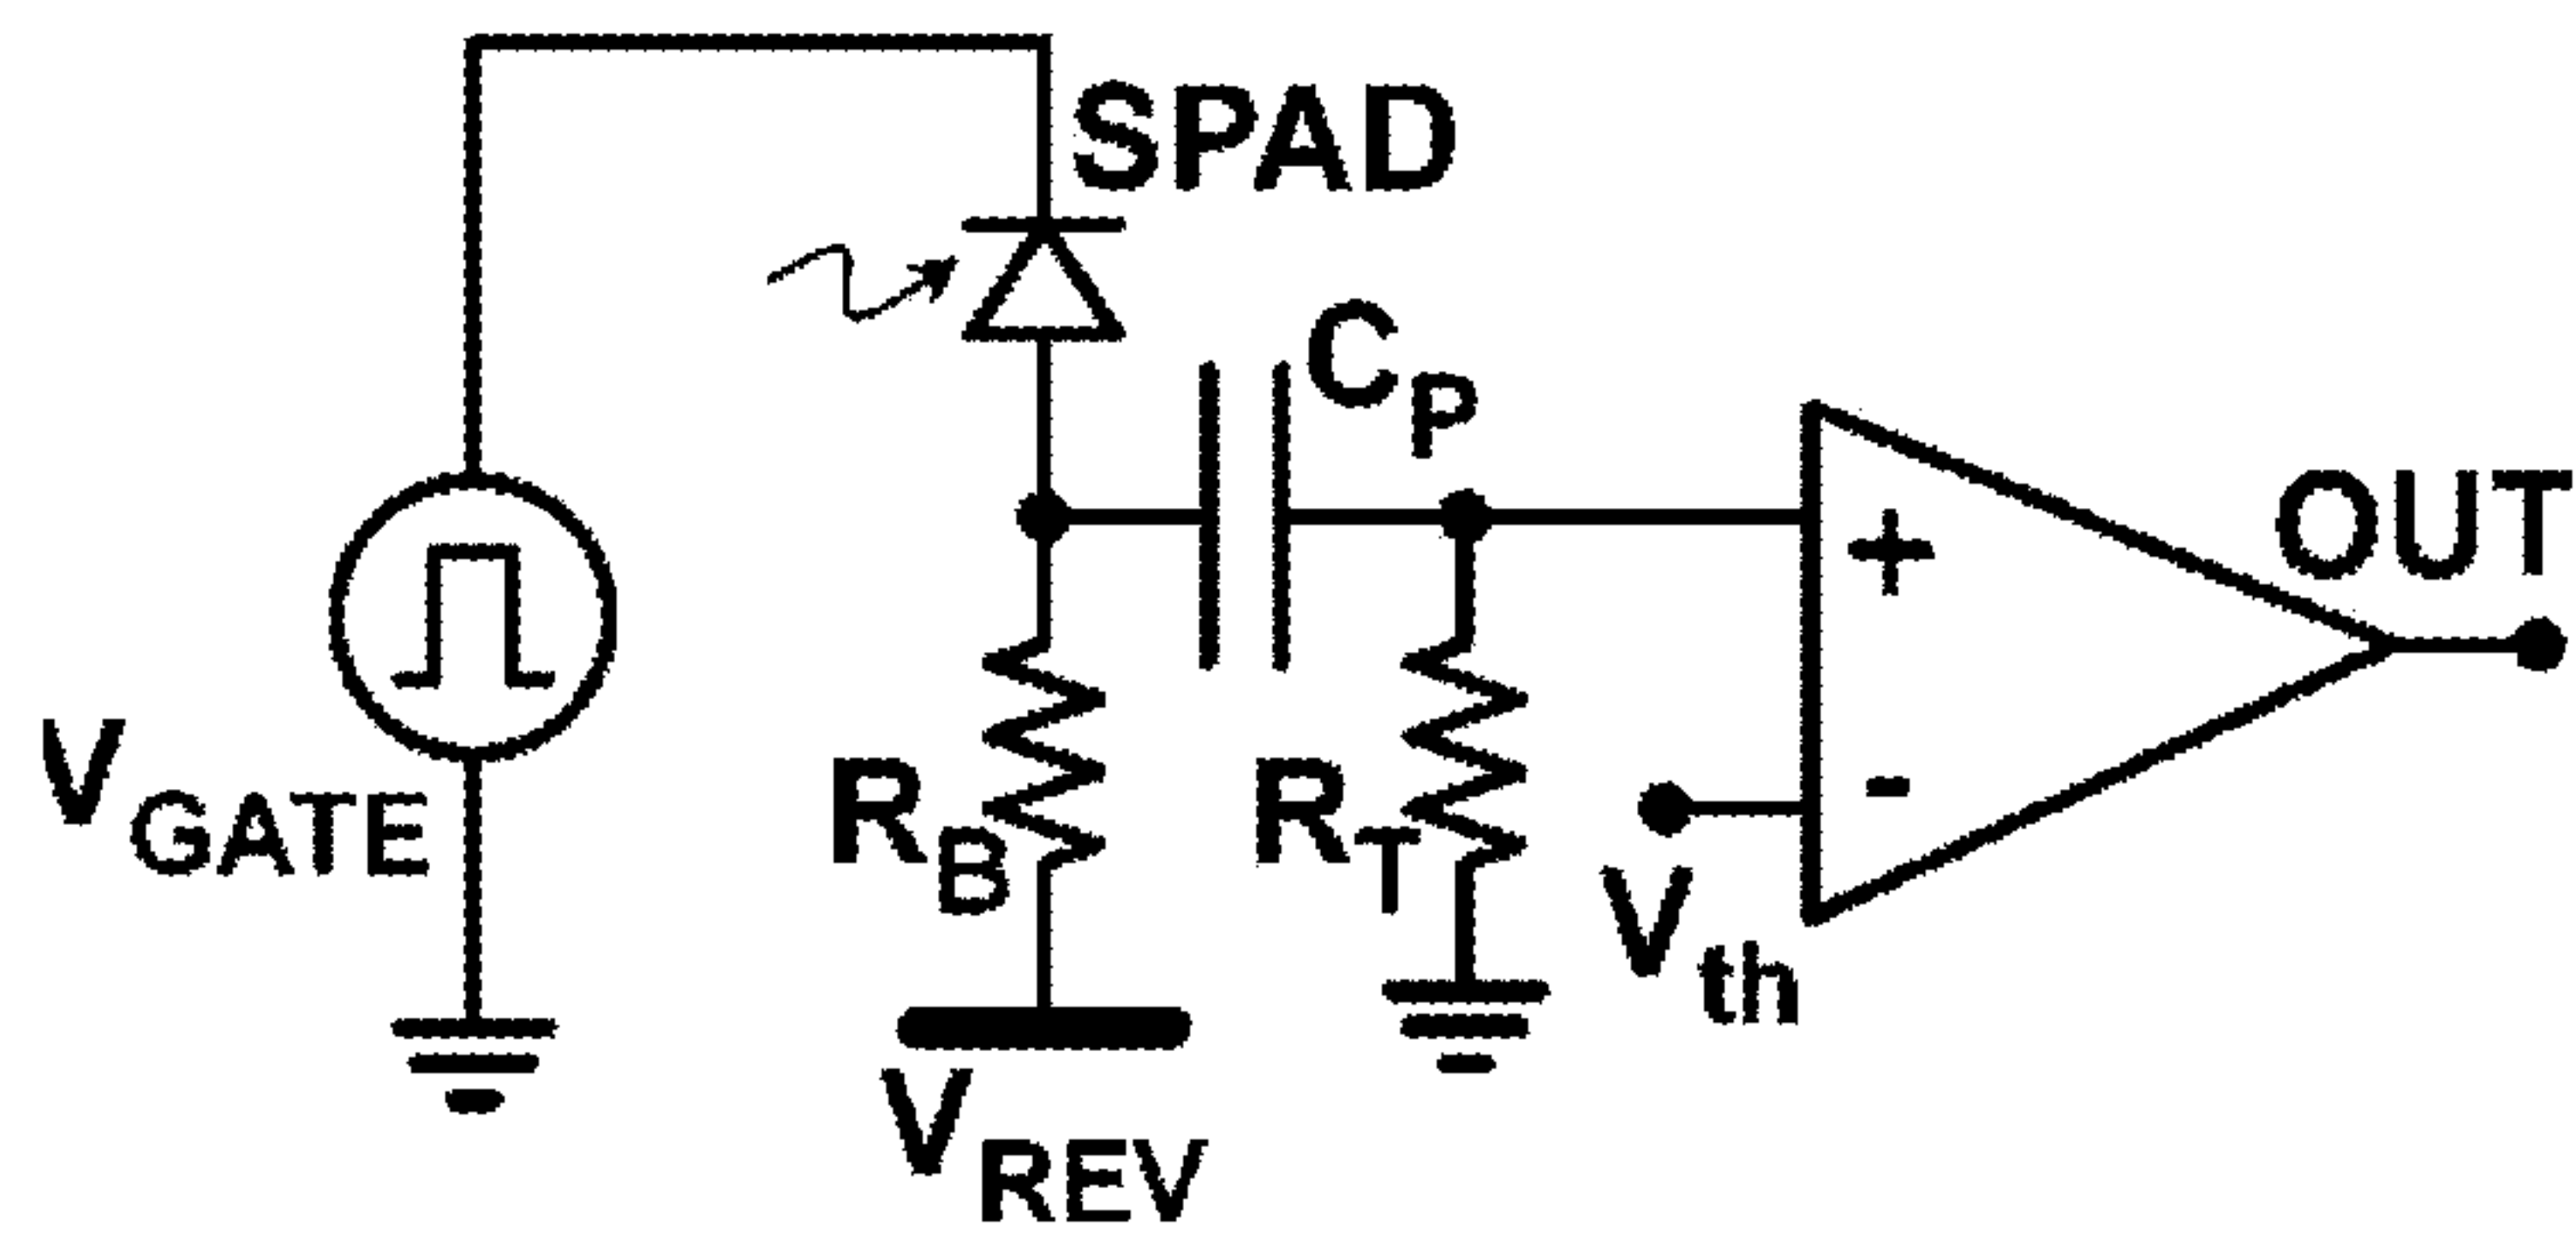 SPAD
C_P
OUT
+
-
V_GATE
R_B
R_T
V_th
V_REV